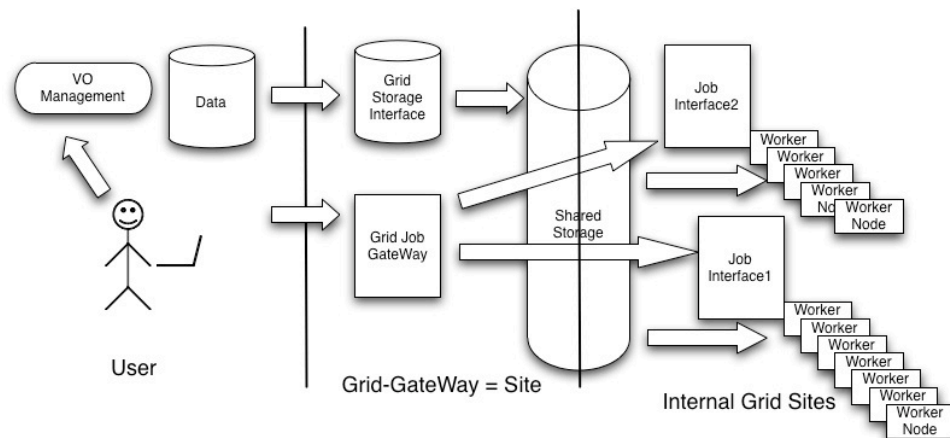 VO
Management
Data
Grid
Storage
Interface
Job
Interface2
Worker
Worker
Worker
Worker
No
Worker
Node
Grid Job
GateWay
Shared
Storage
Job
Interface1
Worker
Worker
Worker
Worker
Worker
Worker
Worker
Node
User
Grid-GateWay = Site
Internal Grid Sites